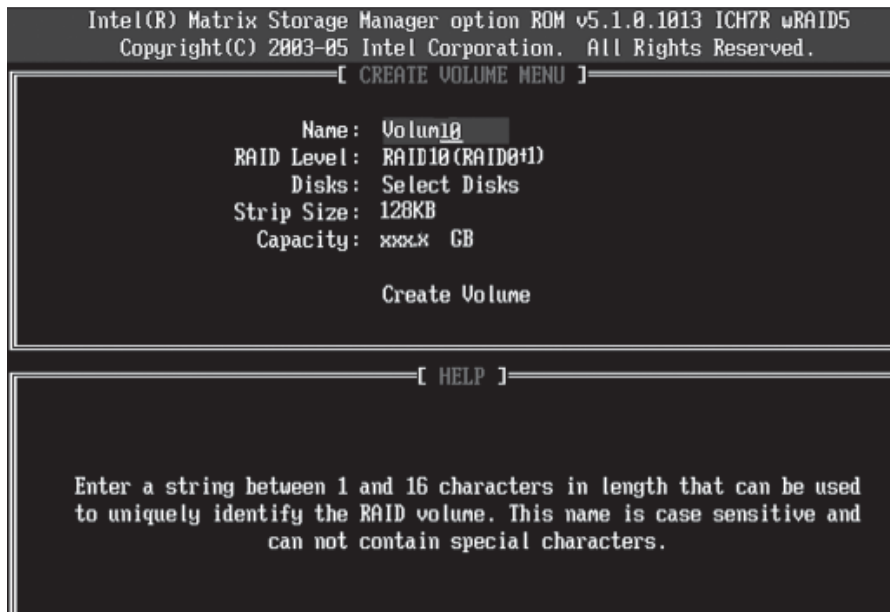 Intel(R) Matrix Storage Manager option ROM v5.1.0.1013 ICH7R wRAID5
Copyright(C) 2003-05 Intel Corporation. All Rights Reserved.
[ CREATE VOLUME MENU ]
Name: Volum10
RAID Level: RAID10(RAID0+1)
Disks: Select Disks
Strip Size: 128KB
Capacity: xxx.x GB
Create Volume
[ HELP ]
Enter a string between 1 and 16 characters in length that can be used
to uniquely identify the RAID volume. This name is case sensitive and
can not contain special characters.